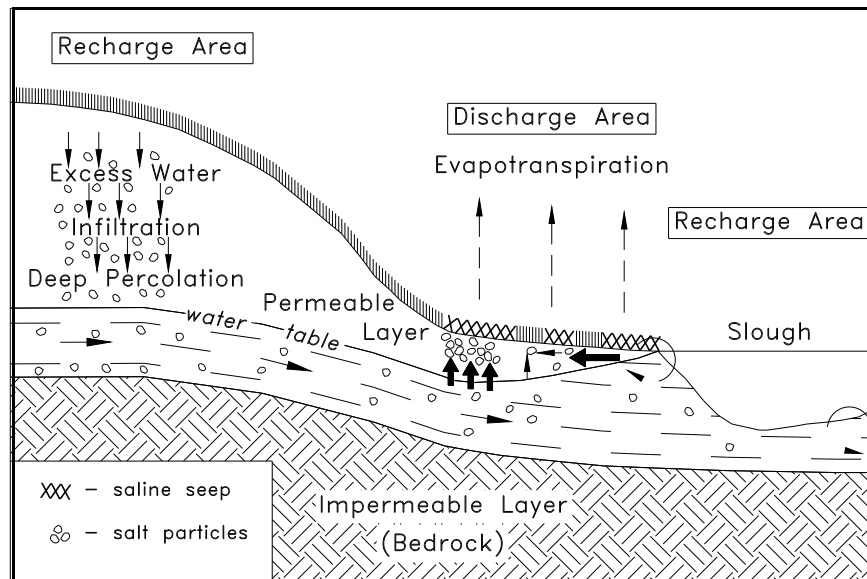 Recharge Area
Discharge Area
Evapotranspiration
Recharge Area
Excess Water
Infiltration
Deep Percolation
Permeable
Layer
water table
Slough
Impermeable Layer
(Bedrock)
– saline seep
– salt particles